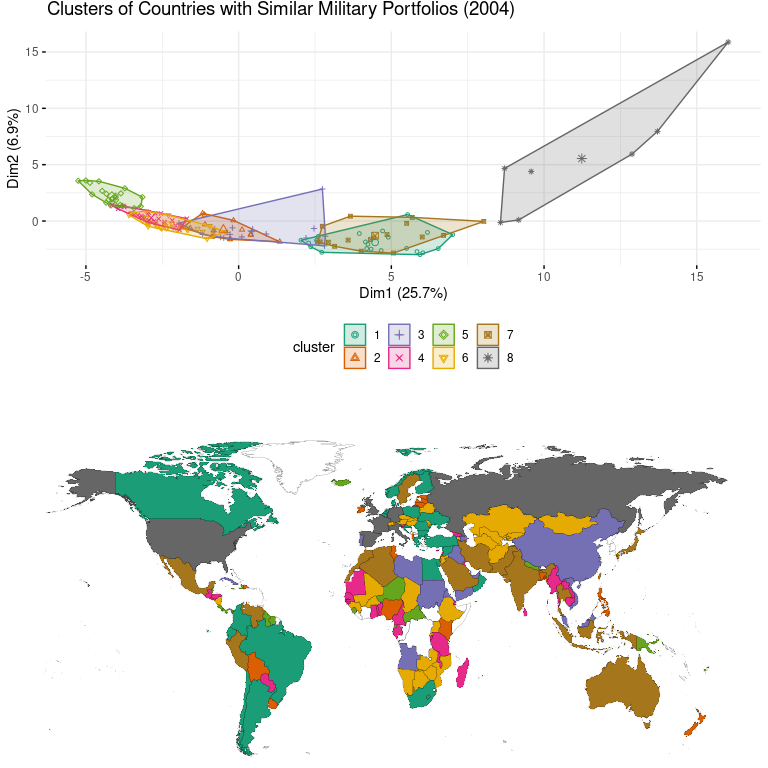 Clusters of Countries with Similar Military Portfolios (2004)
15
10
5
0
Dim2 (6.9%)
-5 0 5 10 15
Dim1 (25.7%)
cluster 1 3 5 7
2 4 6 8